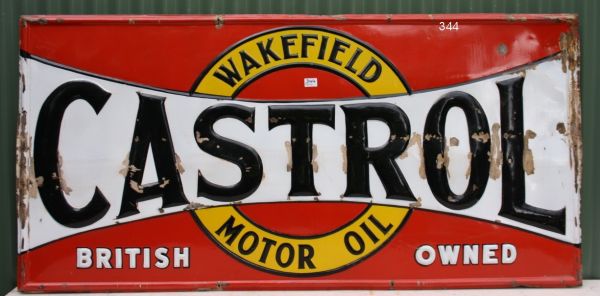 344
WAKEFIELD
CASTROL
MOTOR OIL
BRITISH OWNED